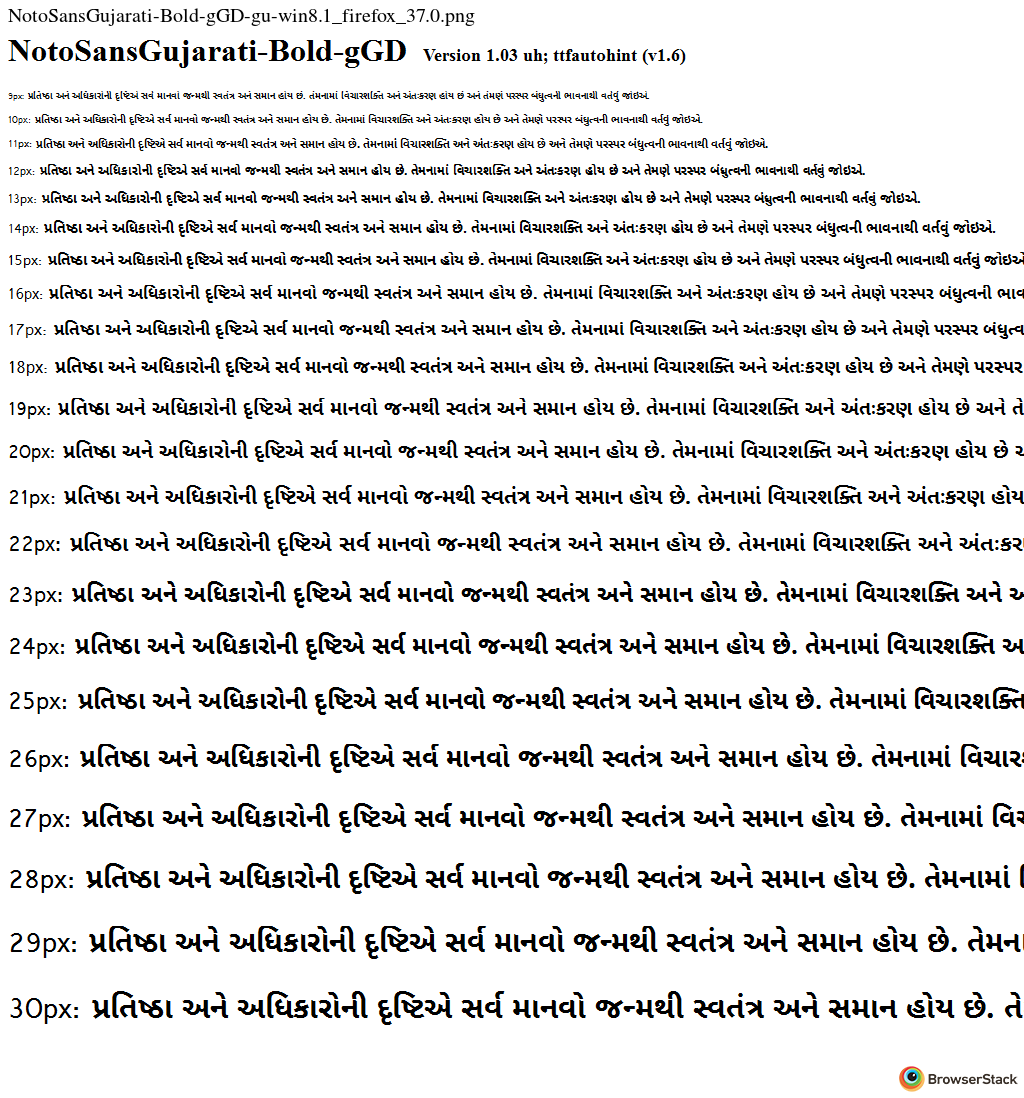 NotoSansGujarati-Bold-gGD-gu-win8.1_firefox_37.0.png
NotoSansGujarati-Bold-gGD Version 1.03 uh; ttfautohint (v1.6)
9px: પ્રતિષ્ઠા અને અધિકારોની દૃષ્ટિએ સર્વ માનવો જન્મથી સ્વતંત્ર અને સમાન હોય છે. તેમનામાં વિચારશક્તિ અને અંતઃકરણ હોય છે અને તેમણે પરસ્પર બંધુત્વની ભાવનાથી વર્તવું જોઇએ.
10px: પ્રતિષ્ઠા અને અધિકારોની દૃષ્ટિએ સર્વ માનવો જન્મથી સ્વતંત્ર અને સમાન હોય છે. તેમનામાં વિચારશક્તિ અને અંતઃકરણ હોય છે અને તેમણે પરસ્પર બંધુત્વની ભાવનાથી વર્તવું જોઇએ.
11px: પ્રતિષ્ઠા અને અધિકારોની દૃષ્ટિએ સર્વ માનવો જન્મથી સ્વતંત્ર અને સમાન હોય છે. તેમનામાં વિચારશક્તિ અને અંતઃકરણ હોય છે અને તેમણે પરસ્પર બંધુત્વની ભાવનાથી વર્તવું જોઇએ.
12px: પ્રતિષ્ઠા અને અધિકારોની દૃષ્ટિએ સર્વ માનવો જન્મથી સ્વતંત્ર અને સમાન હોય છે. તેમનામાં વિચારશક્તિ અને અંતઃકરણ હોય છે અને તેમણે પરસ્પર બંધુત્વની ભાવનાથી વર્તવું જોઇએ.
13px: પ્રતિષ્ઠા અને અધિકારોની દૃષ્ટિએ સર્વ માનવો જન્મથી સ્વતંત્ર અને સમાન હોય છે. તેમનામાં વિચારશક્તિ અને અંતઃકરણ હોય છે અને તેમણે પરસ્પર બંધુત્વની ભાવનાથી વર્તવું જોઇએ.
14px: પ્રતિષ્ઠા અને અધિકારોની દૃષ્ટિએ સર્વ માનવો જન્મથી સ્વતંત્ર અને સમાન હોય છે. તેમનામાં વિચારશક્તિ અને અંતઃકરણ હોય છે અને તેમણે પરસ્પર બંધુત્વની ભાવનાથી વર્તવું જોઇએ.
15px: પ્રતિષ્ઠા અને અધિકારોની દૃષ્ટિએ સર્વ માનવો જન્મથી સ્વતંત્ર અને સમાન હોય છે. તેમનામાં વિચારશક્તિ અને અંતઃકરણ હોય છે અને તેમણે પરસ્પર બંધુત્વની ભાવનાથી વર્તવું જોઇએ
16px: પ્રતિષ્ઠા અને અધિકારોની દૃષ્ટિએ સર્વ માનવો જન્મથી સ્વતંત્ર અને સમાન હોય છે. તેમનામાં વિચારશક્તિ અને અંતઃકરણ હોય છે અને તેમણે પરસ્પર બંધુત્વની ભાવ
17px: પ્રતિષ્ઠા અને અધિકારોની દૃષ્ટિએ સર્વ માનવો જન્મથી સ્વતંત્ર અને સમાન હોય છે. તેમનામાં વિચારશક્તિ અને અંતઃકરણ હોય છે અને તેમણે પરસ્પર બંધુત્વ
18px: પ્રતિષ્ઠા અને અધિકારોની દૃષ્ટિએ સર્વ માનવો જન્મથી સ્વતંત્ર અને સમાન હોય છે. તેમનામાં વિચારશક્તિ અને અંતઃકરણ હોય છે અને તેમણે પરસ્પર
19px: પ્રતિષ્ઠા અને અધિકારોની દૃષ્ટિએ સર્વ માનવો જન્મથી સ્વતંત્ર અને સમાન હોય છે. તેમનામાં વિચારશક્તિ અને અંતઃકરણ હોય છે અને તે
20px: પ્રતિષ્ઠા અને અધિકારોની દૃષ્ટિએ સર્વ માનવો જન્મથી સ્વતંત્ર અને સમાન હોય છે. તેમનામાં વિચારશક્તિ અને અંતઃકરણ હોય છે
21px: પ્રતિષ્ઠા અને અધિકારોની દૃષ્ટિએ સર્વ માનવો જન્મથી સ્વતંત્ર અને સમાન હોય છે. તેમનામાં વિચારશક્તિ અને અંતઃકરણ હોય
22px: પ્રતિષ્ઠા અને અધિકારોની દૃષ્ટિએ સર્વ માનવો જન્મથી સ્વતંત્ર અને સમાન હોય છે. તેમનામાં વિચારશક્તિ અને અંતઃકર
23px: પ્રતિષ્ઠા અને અધિકારોની દૃષ્ટિએ સર્વ માનવો જન્મથી સ્વતંત્ર અને સમાન હોય છે. તેમનામાં વિચારશક્તિ અને
24px: પ્રતિષ્ઠા અને અધિકારોની દૃષ્ટિએ સર્વ માનવો જન્મથી સ્વતંત્ર અને સમાન હોય છે. તેમનામાં વિચારશક્તિ અ
25px: પ્રતિષ્ઠા અને અધિકારોની દૃષ્ટિએ સર્વ માનવો જન્મથી સ્વતંત્ર અને સમાન હોય છે. તેમનામાં વિચારશક્તિ
26px: પ્રતિષ્ઠા અને અધિકારોની દૃષ્ટિએ સર્વ માનવો જન્મથી સ્વતંત્ર અને સમાન હોય છે. તેમનામાં વિચાર
27px: પ્રતિષ્ઠા અને અધિકારોની દૃષ્ટિએ સર્વ માનવો જન્મથી સ્વતંત્ર અને સમાન હોય છે. તેમનામાં વિચ
28px: પ્રતિષ્ઠા અને અધિકારોની દૃષ્ટિએ સર્વ માનવો જન્મથી સ્વતંત્ર અને સમાન હોય છે. તેમનામાં
29px: પ્રતિષ્ઠા અને અધિકારોની દૃષ્ટિએ સર્વ માનવો જન્મથી સ્વતંત્ર અને સમાન હોય છે. તેમના
30px: પ્રતિષ્ઠા અને અધિકારોની દૃષ્ટિએ સર્વ માનવો જન્મથી સ્વતંત્ર અને સમાન હોય છે. તે
BrowserStack